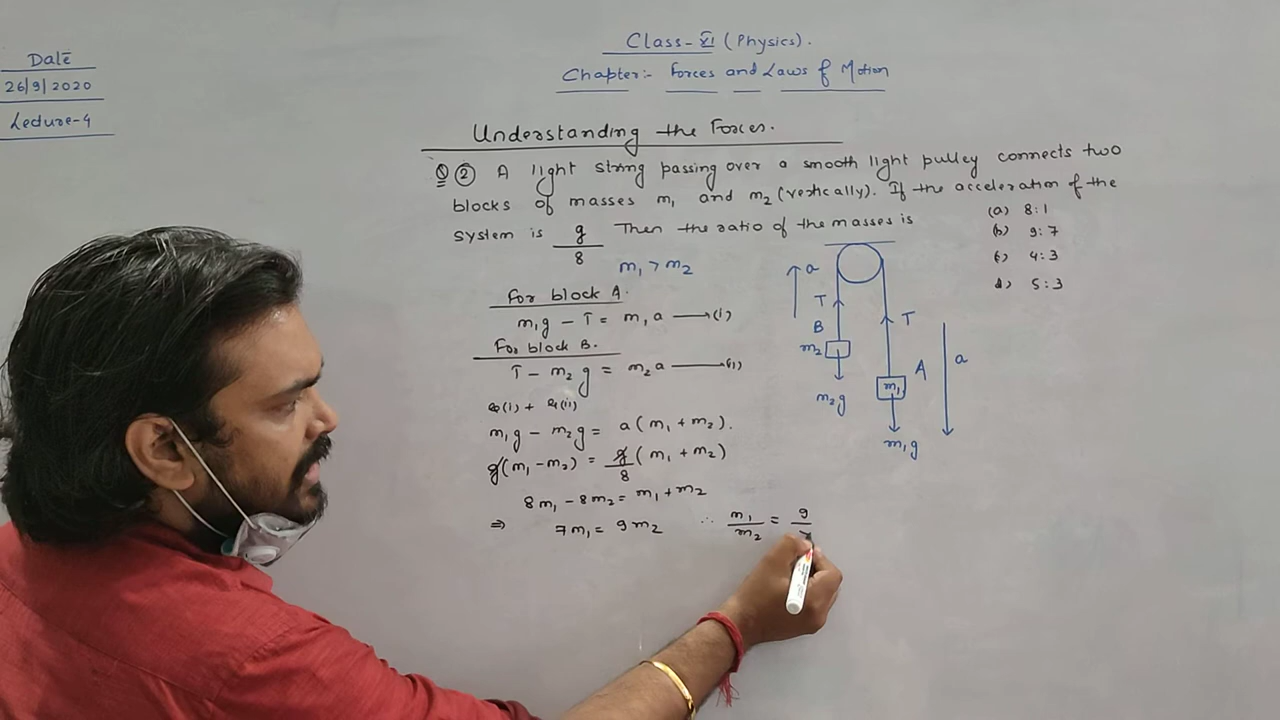 Date
26/9/2020
Lecture-4
Class-XI (Physics).
Chapter:- Forces and Laws of Motion
Understanding the Forces.
Q ② A light string passing over a smooth light pulley connects two
blocks of masses m₁ and m₂ (vertically). If the acceleration of the
system is g/8 Then the ratio of the masses is
(a) 8:1
(b) 9:7
(c) 4:3
(d) 5:3
m₁ > m₂
For block A.
m₁g - T = m₁a ⟶ (i)
For block B.
T - m₂g = m₂a ⟶ (ii)
eq(i) + eq(ii)
m₁g - m₂g = a(m₁ + m₂).
g(m₁ - m₂) = g/8 (m₁ + m₂)
8m₁ - 8m₂ = m₁ + m₂
⇒ 7m₁ = 9m₂ ∴ m₁/m₂ = 9/7
a
T
B
m₂
m₂g
T
A
m₁
m₁g
a